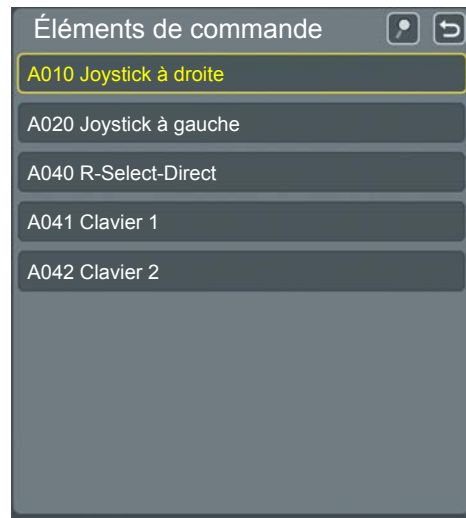 Éléments de commande
A010 Joystick à droite
A020 Joystick à gauche
A040 R-Select-Direct
A041 Clavier 1
A042 Clavier 2